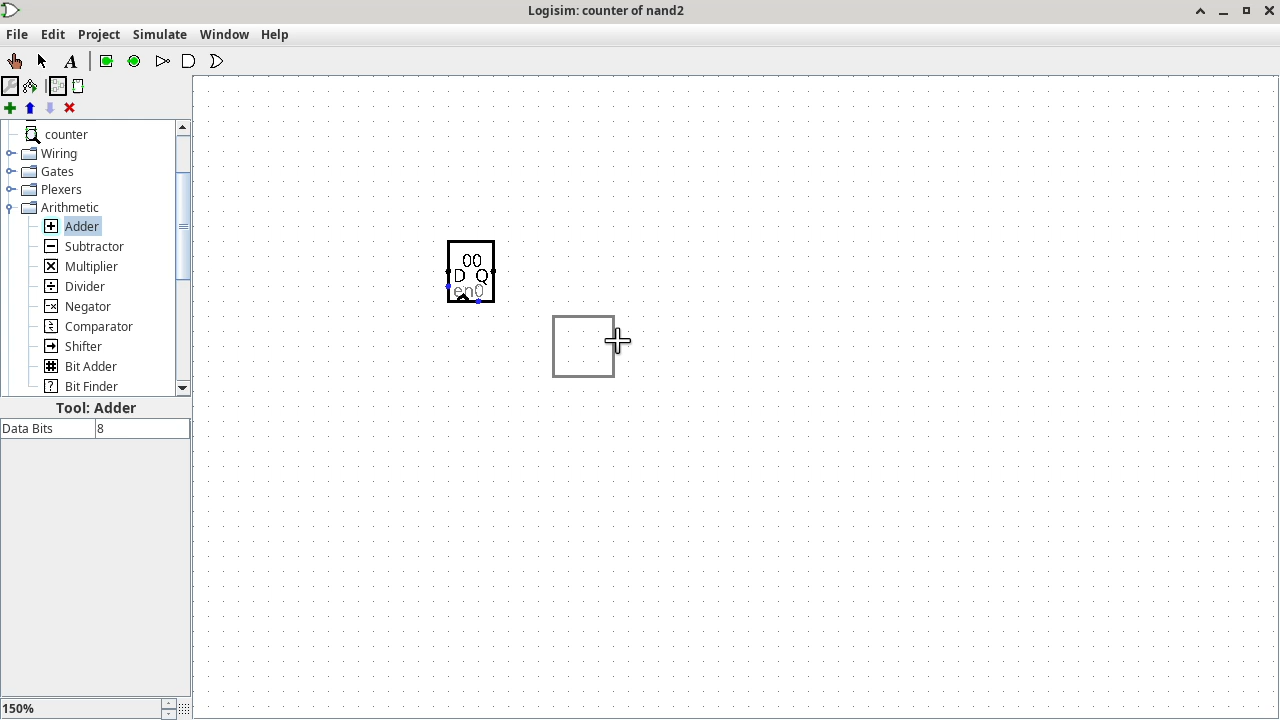 Logisim: counter of nand2
File Edit Project Simulate Window Help
A
counter
Wiring
Gates
Plexers
Arithmetic
Adder
Subtractor
Multiplier
Divider
Negator
Comparator
Shifter
Bit Adder
? Bit Finder
Tool: Adder
Data Bits 8
150%
00
D Q
en0